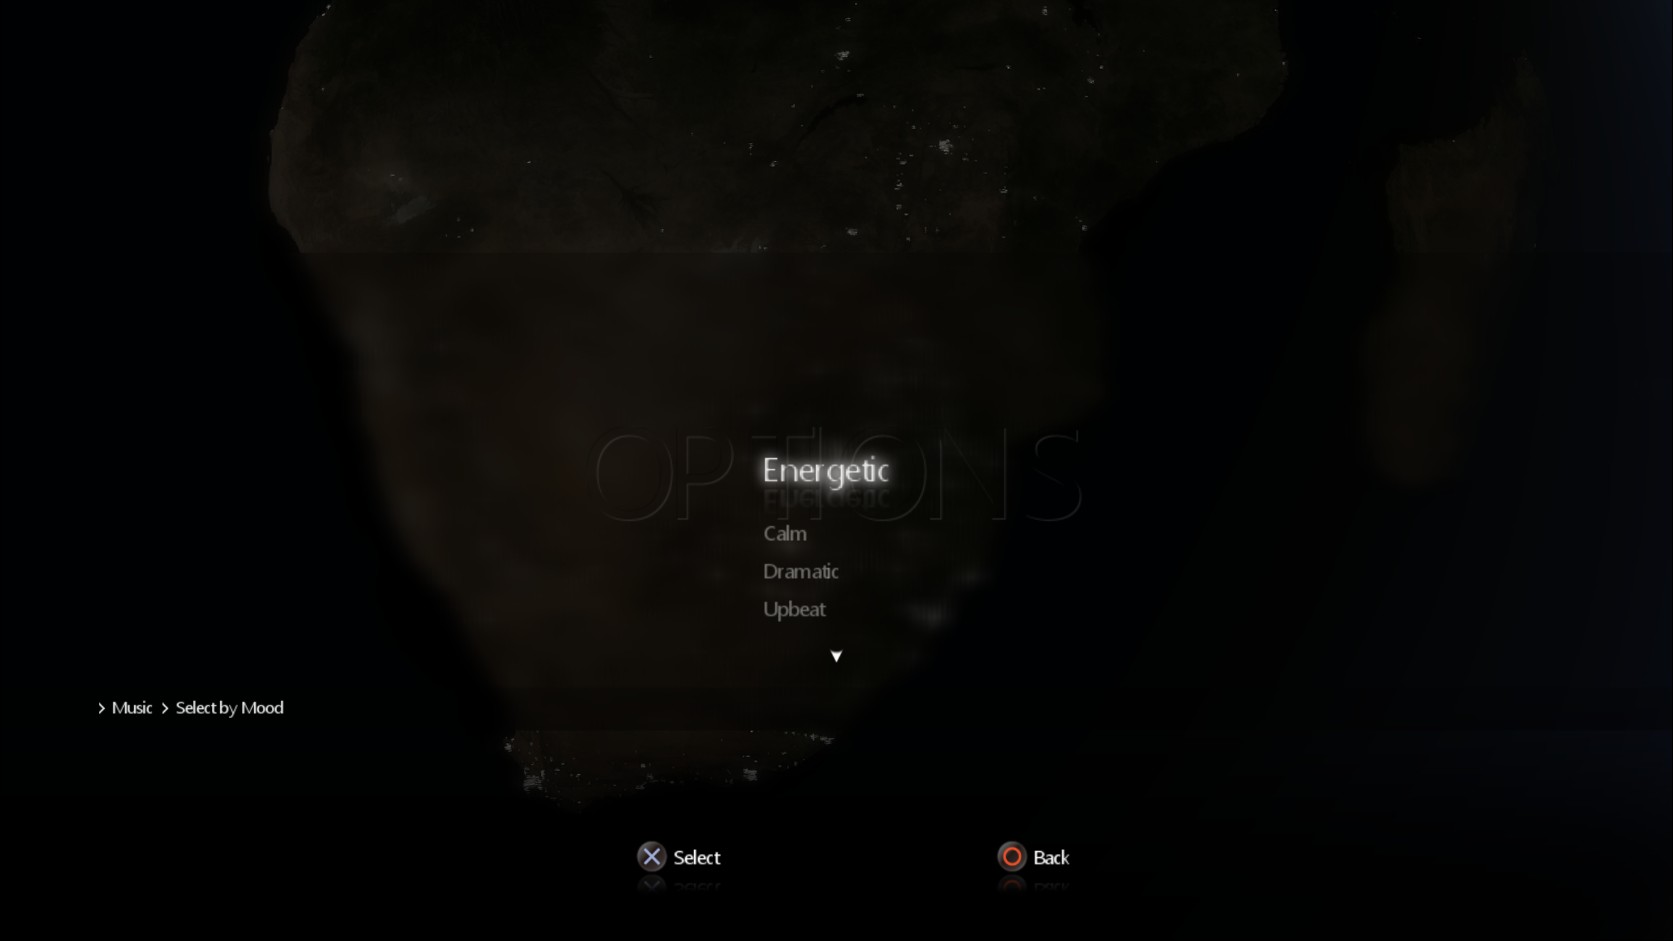 OPTIONS
Energetic
Calm
Dramatic
Upbeat
> Music > Select by Mood
Select
Back